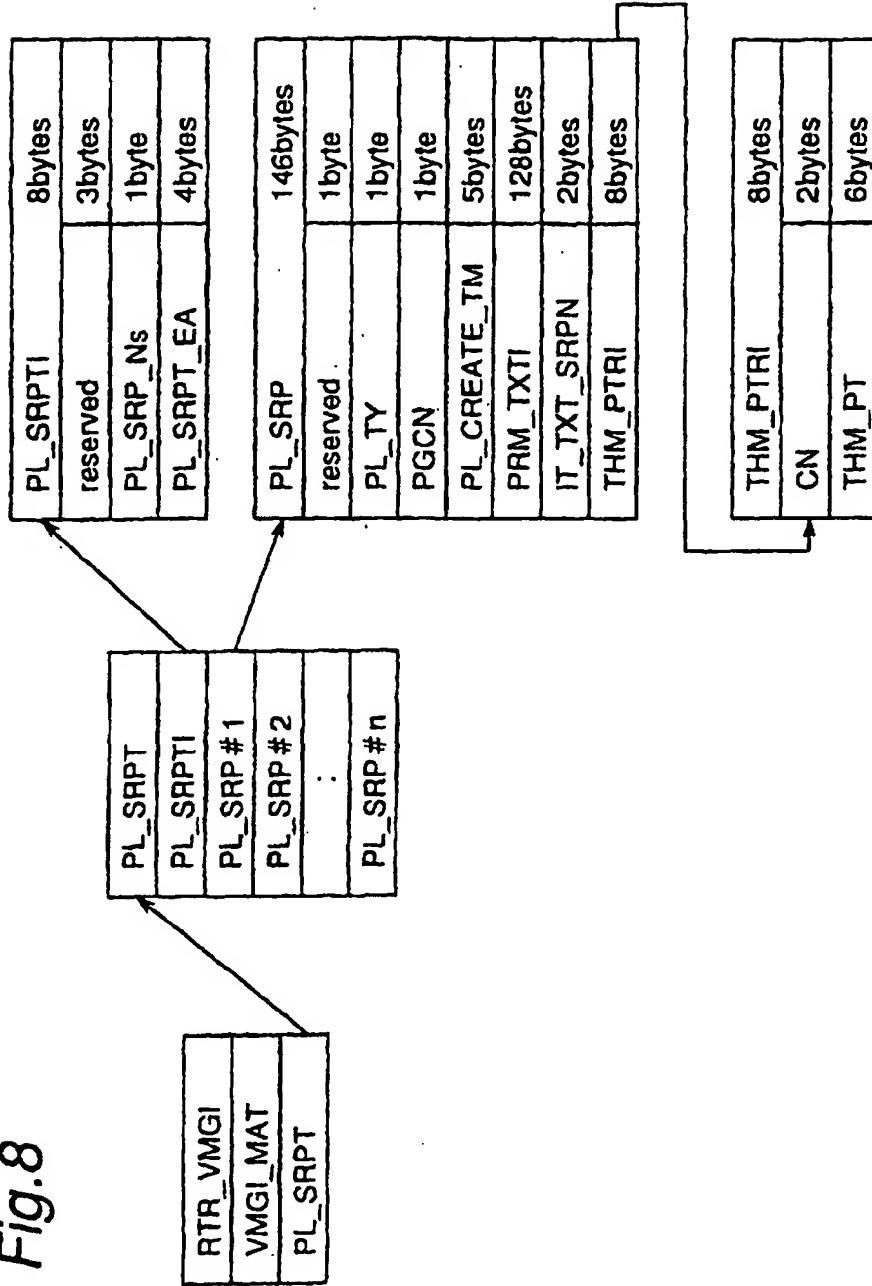 Fig.8
RTR_VMGI
VMGI_MAT
PL_SRPT
PL_SRPT
PL_SRPTI
PL_SRP#1
PL_SRP#2
:
PL_SRP#n
PL_SRPTI 8bytes
reserved 3bytes
PL_SRP_Ns 1byte
PL_SRPT_EA 4bytes
PL_SRP 146bytes
reserved 1byte
PL_TY 1byte
PGCN 1byte
PL_CREATE_TM 5bytes
PRM_TXTI 128bytes
IT_TXT_SRPN 2bytes
THM_PTRI 8bytes
THM_PTRI 8bytes
CN 2bytes
THM_PT 6bytes